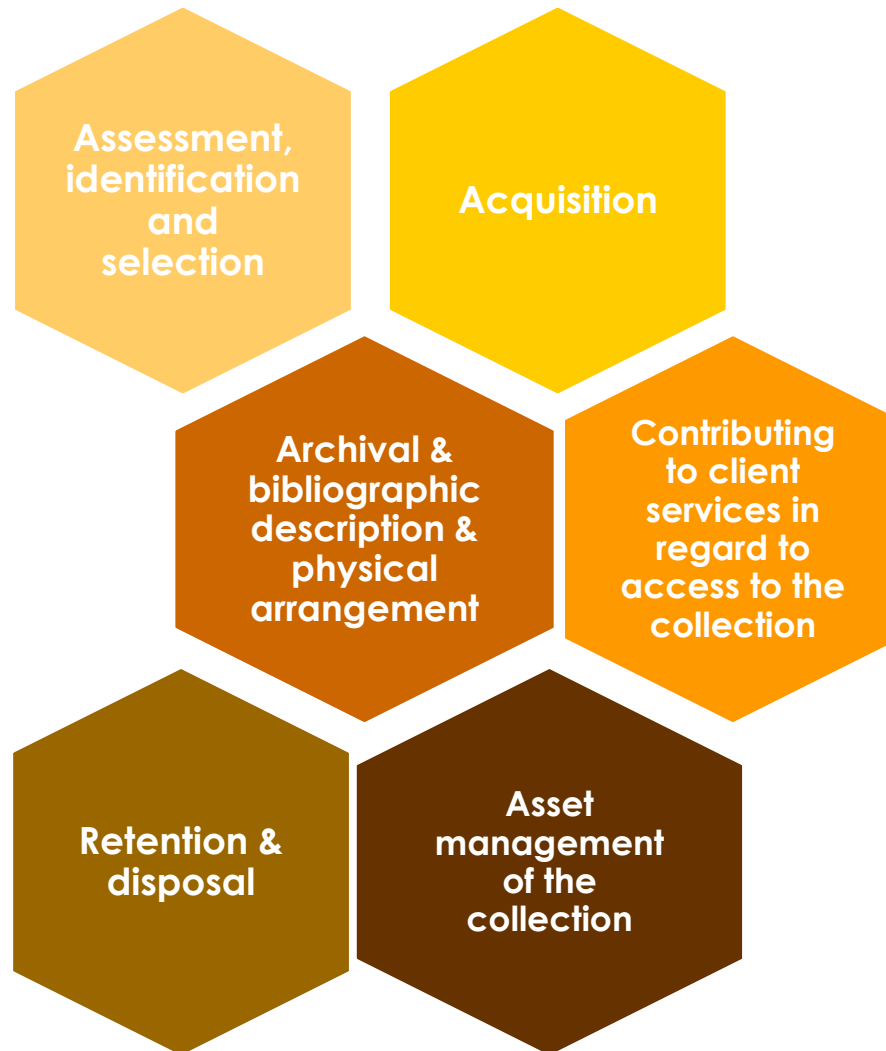 Assessment,
identification
and
selection
Acquisition
Archival &
bibliographic
description &
physical
arrangement
Contributing
to client
services in
regard to
access to the
collection
Retention &
disposal
Asset
management
of the
collection